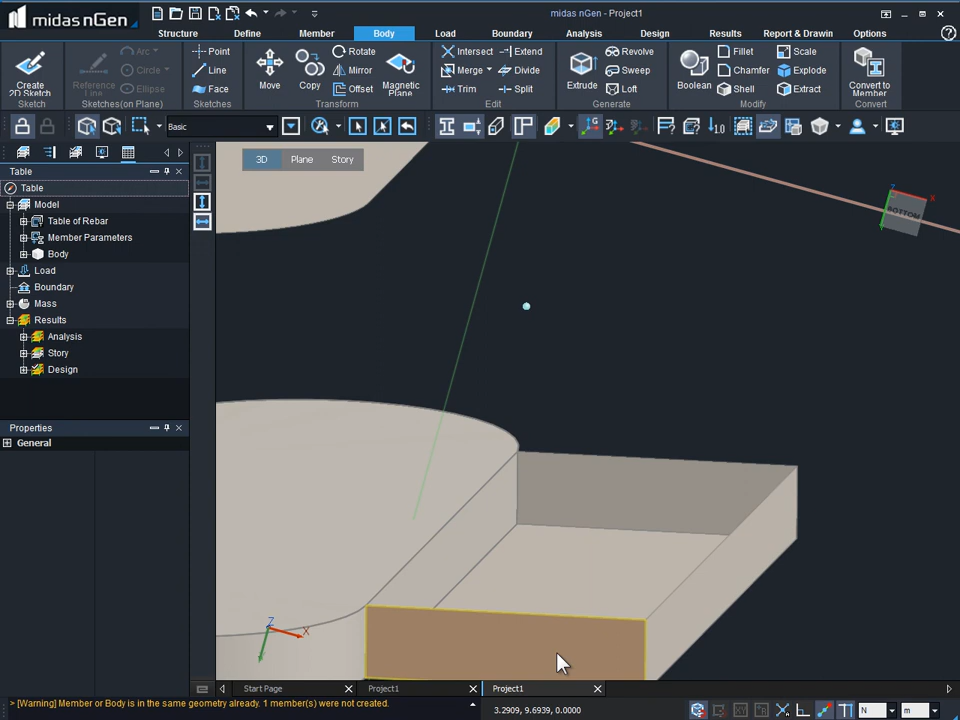 midas nGen
midas nGen - Project1
Structure Define Member Body Load Boundary Analysis Design Results Report & Drawin Options
Create 2D Sketch
Reference Line
Arc
Circle
Ellipse
Point
Line
Face
Move
Copy
Rotate
Mirror
Offset
Magnetic Plane
Intersect
Merge
Trim
Extend
Divide
Split
Extrude
Revolve
Sweep
Loft
Boolean
Fillet
Chamfer
Shell
Scale
Explode
Extract
Convert to Member
Sketch Sketches(on Plane) Sketches Transform Edit Generate Modify Convert
Basic
G
1.0
3D Plane Story
Table
Table
Model
Table of Rebar
Member Parameters
Body
Load
Boundary
Mass
Results
Analysis
Story
Design
Properties
General
Z X
BOTTOM
Z X
Start Page Project1 Project1
> [Warning] Member or Body is in the same geometry already. 1 member(s) were not created.
3.2909, 9.6939, 0.0000
N m